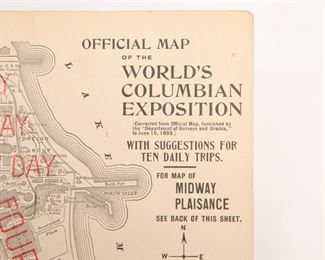 OFFICIAL MAP
OF THE
WORLD'S
COLUMBIAN
EXPOSITION
[Corrected from Official Map, furnished by
the "Department of Surveys and Grades,"
to June 15, 1893.]
WITH SUGGESTIONS FOR
TEN DAILY TRIPS.
FOR MAP OF
MIDWAY
PLAISANCE
SEE BACK OF THIS SHEET.
N
W
E
LAKE
M
DAY
FOUR